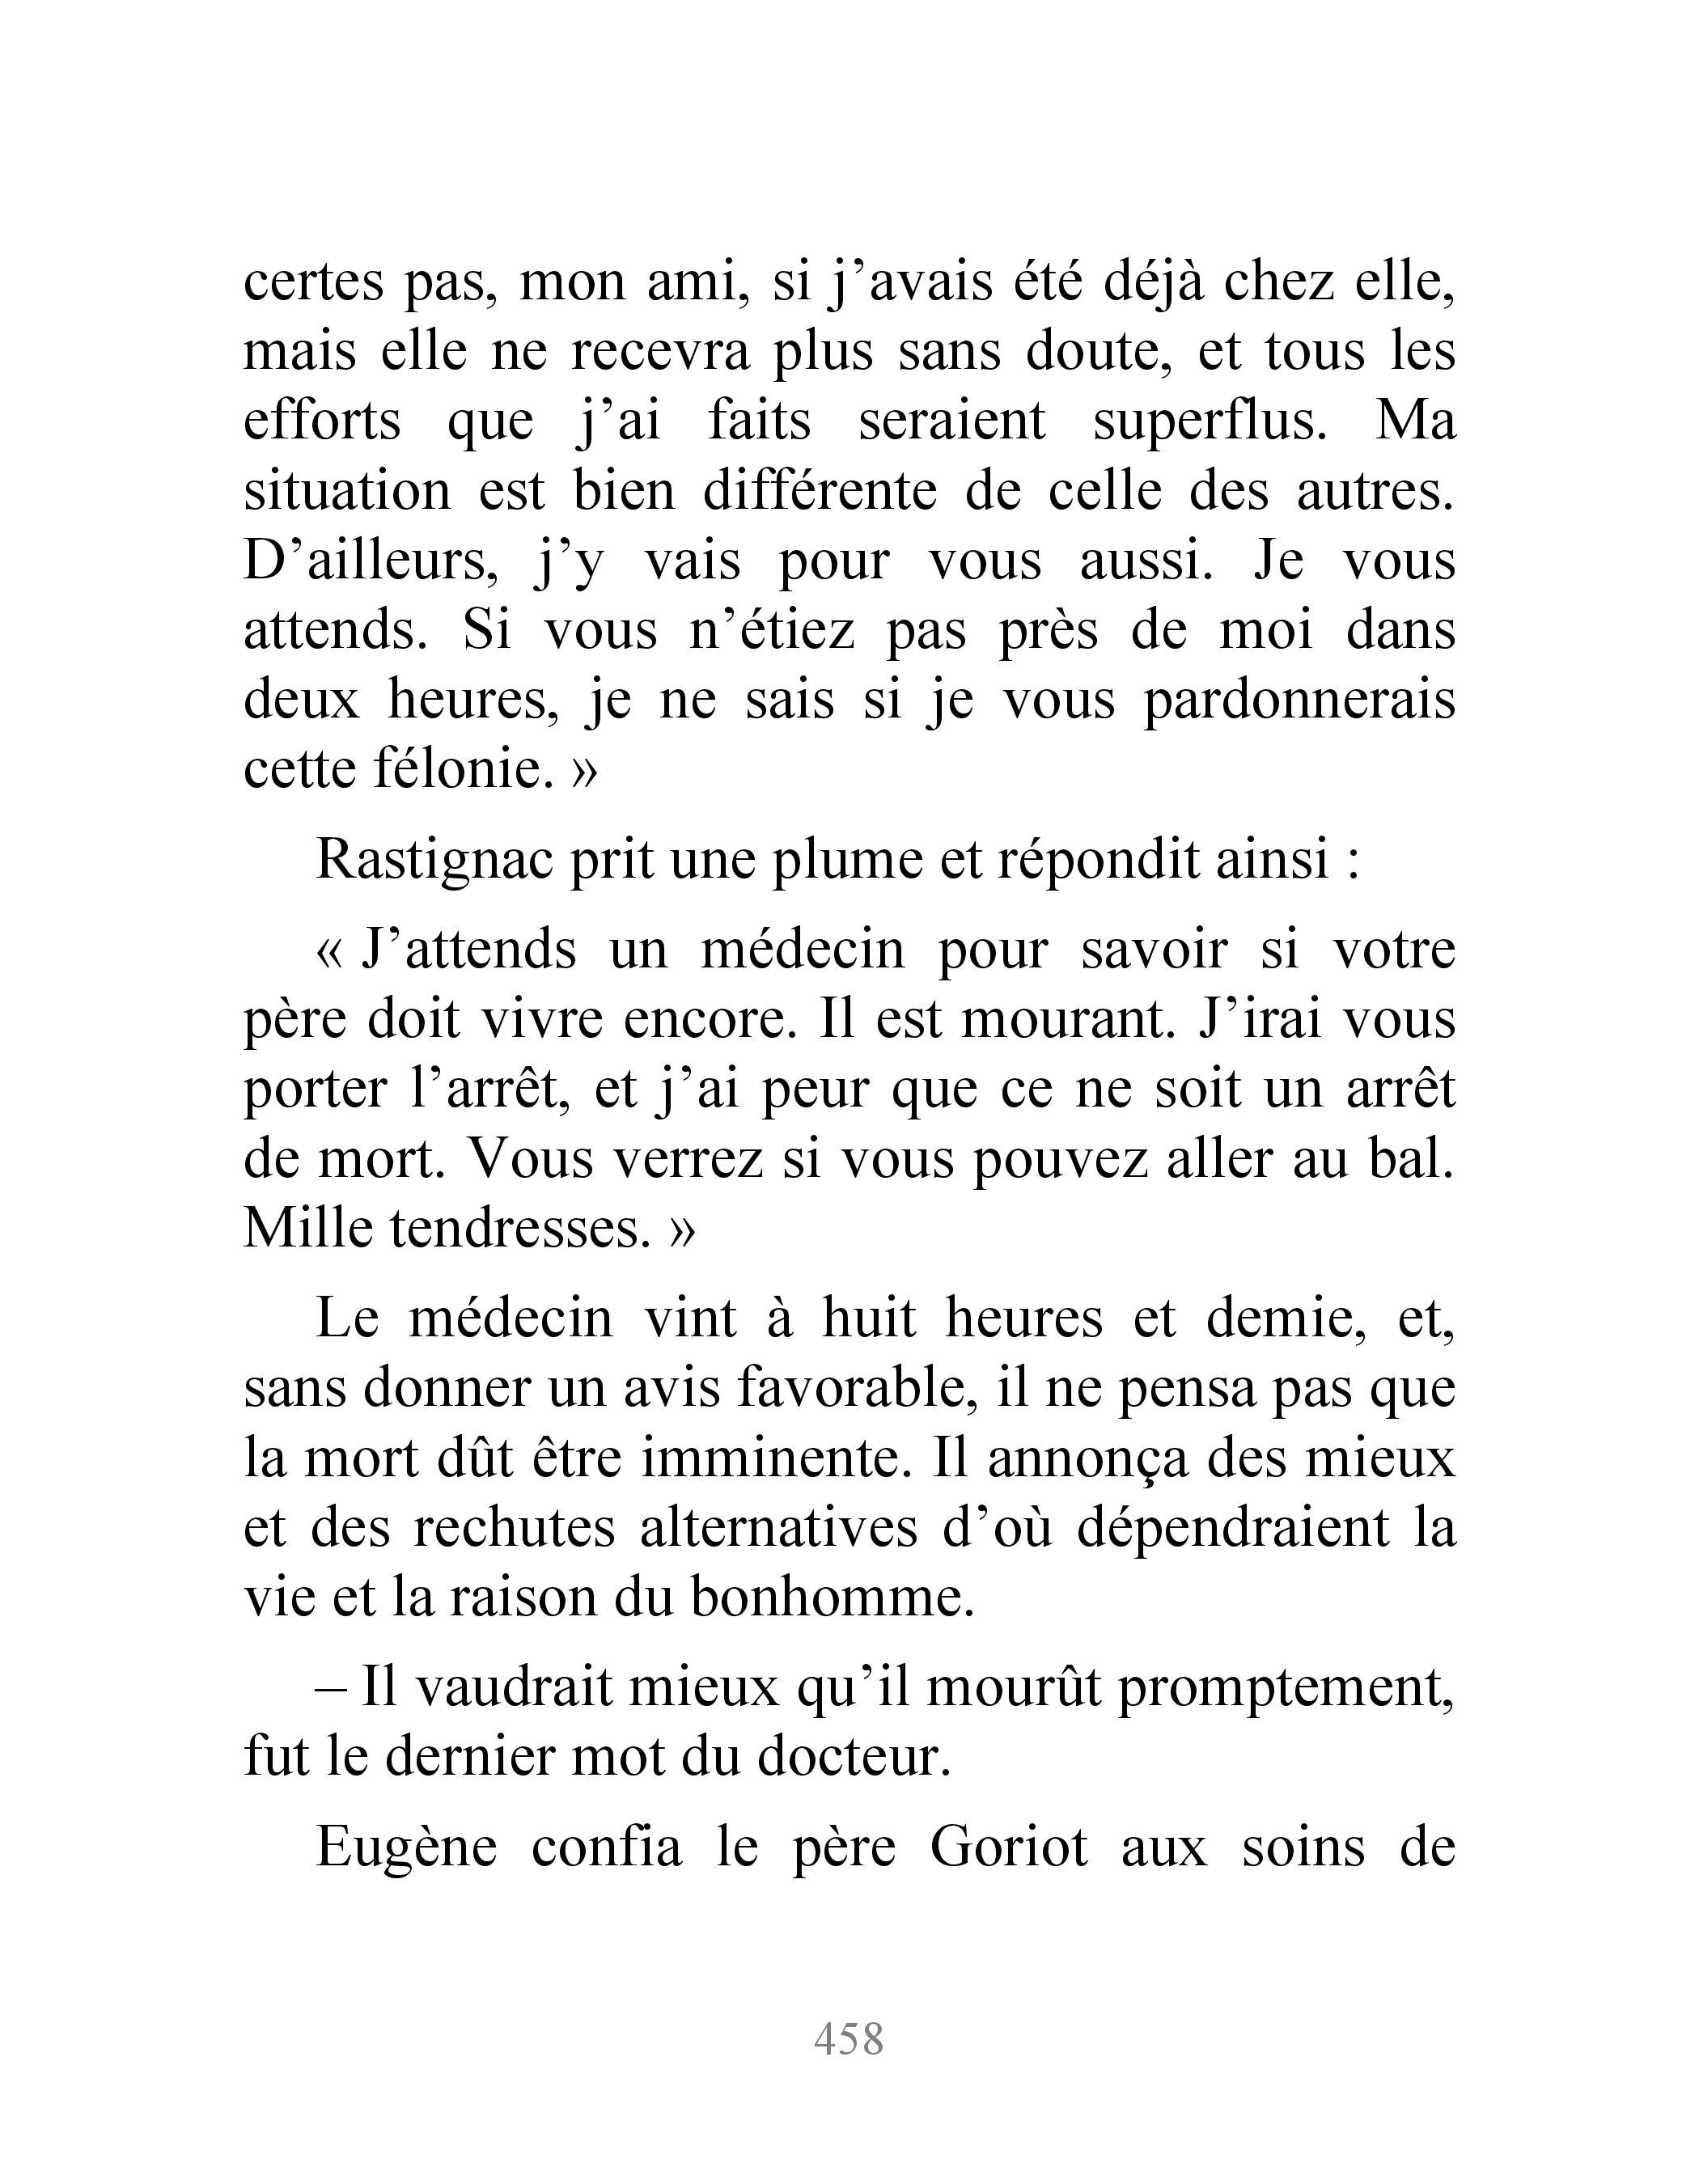 certes pas, mon ami, si j’avais été déjà chez elle,
mais elle ne recevra plus sans doute, et tous les
efforts que j’ai faits seraient superflus. Ma
situation est bien différente de celle des autres.
D’ailleurs, j’y vais pour vous aussi. Je vous
attends. Si vous n’étiez pas près de moi dans
deux heures, je ne sais si je vous pardonnerais
cette félonie. »
Rastignac prit une plume et répondit ainsi :
« J’attends un médecin pour savoir si votre
père doit vivre encore. Il est mourant. J’irai vous
porter l’arrêt, et j’ai peur que ce ne soit un arrêt
de mort. Vous verrez si vous pouvez aller au bal.
Mille tendresses. »
Le médecin vint à huit heures et demie, et,
sans donner un avis favorable, il ne pensa pas que
la mort dût être imminente. Il annonça des mieux
et des rechutes alternatives d’où dépendraient la
vie et la raison du bonhomme.
– Il vaudrait mieux qu’il mourût promptement,
fut le dernier mot du docteur.
Eugène confia le père Goriot aux soins de
458